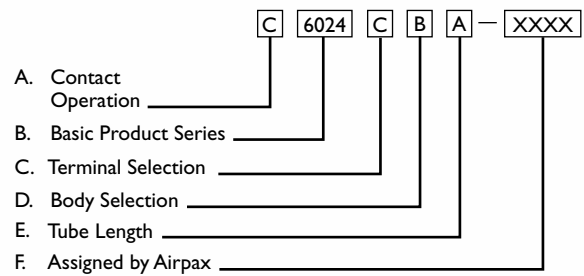 C 6024 C B A — XXXX
A. Contact
Operation
B. Basic Product Series
C. Terminal Selection
D. Body Selection
E. Tube Length
F. Assigned by Airpax